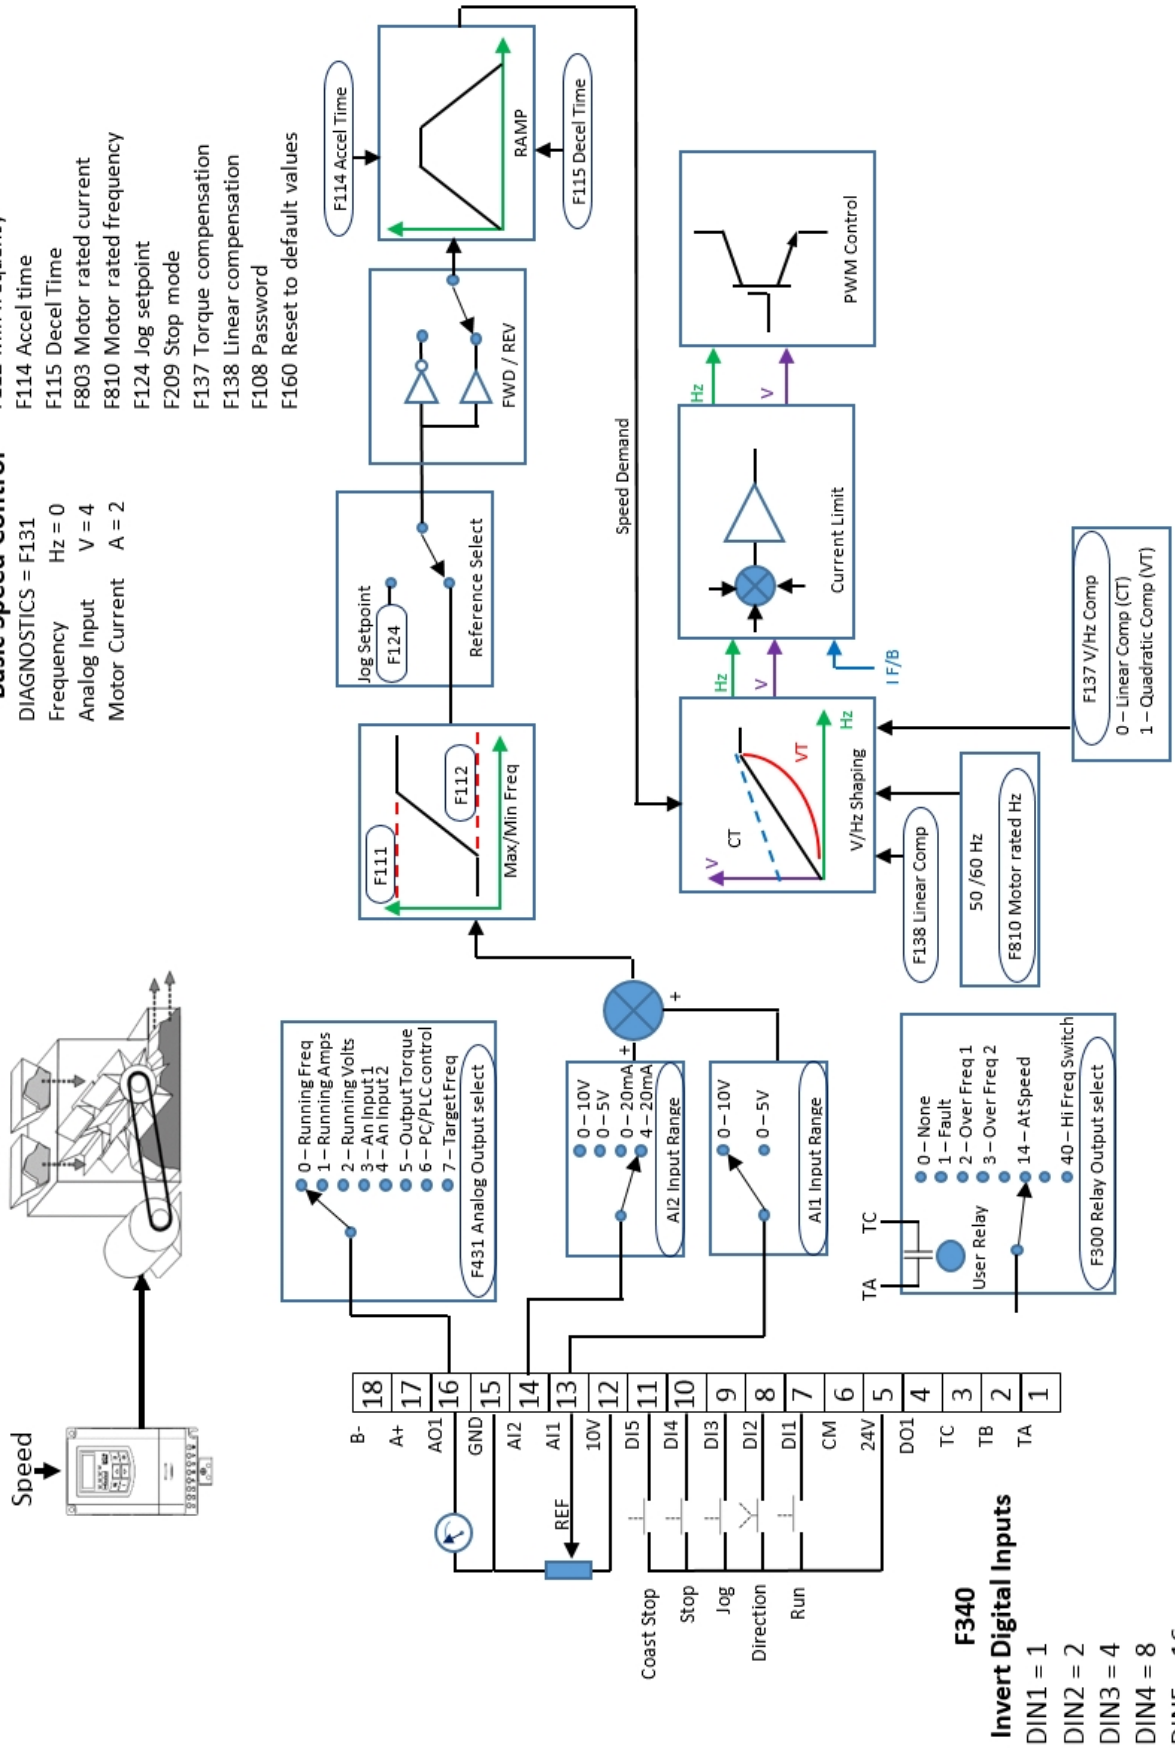 Basic Speed Control
DIAGNOSTICS = F131
Frequency Hz = 0
Analog Input V = 4
Motor Current A = 2
F114 Accel time
F115 Decel Time
F803 Motor rated current
F810 Motor rated frequency
F124 Jog setpoint
F209 Stop mode
F137 Torque compensation
F138 Linear compensation
F108 Password
F160 Reset to default values
Speed
0 – Running Freq
1 – Running Amps
2 – Running Volts
3 – An Input 1
4 – An Input 2
5 – Output Torque
6 – PC/PLC control
7 – Target Freq
F431 Analog Output select
F111
F112
Max/Min Freq
Jog Setpoint
F124
Reference Select
FWD / REV
F114 Accel Time
RAMP
F115 Decel Time
B-
A+
AO1
GND
AI2
AI1
10V
DI5
DI4
DI3
DI2
DI1
CM
24V
DO1
TC
TB
TA
18
17
16
15
14
13
12
11
10
9
8
7
6
5
4
3
2
1
REF
Coast Stop
Stop
Jog
Direction
Run
0 – 10V
0 – 5V
0 – 20mA
4 – 20mA
AI2 Input Range
+
+
0 – 10V
0 – 5V
AI1 Input Range
Speed Demand
V
CT
VT
Hz
V/Hz Shaping
Hz
V
I F/B
Current Limit
Hz
V
PWM Control
F138 Linear Comp
50 /60 Hz
F810 Motor rated Hz
F137 V/Hz Comp
0 – Linear Comp (CT)
1 – Quadratic Comp (VT)
TA
TC
User Relay
0 – None
1 – Fault
2 – Over Freq 1
3 – Over Freq 2
14 – At Speed
40 – Hi Freq Switch
F300 Relay Output select
F340
Invert Digital Inputs
DIN1 = 1
DIN2 = 2
DIN3 = 4
DIN4 = 8